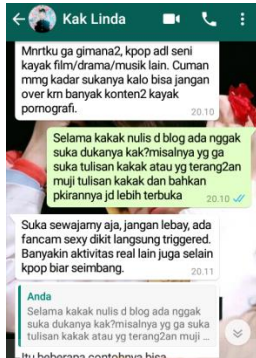 Kak Linda
Mnrtku ga gimana2, kpop adl seni
kayak film/drama/musik lain. Cuman
mmg kadar sukanya kalo bisa jangan
over krn banyak konten2 kayak
pornografi.
20.10
Selama kakak nulis d blog ada nggak
suka dukanya kak?misalnya yg ga
suka tulisan kakak atau yg terang2an
muji tulisan kakak dan bahkan
pkirannya jd lebih terbuka
20.10
Suka sewajarny aja, jangan lebay, ada
fancam sexy dikit langsung triggered.
Banyakin aktivitas real lain juga selain
kpop biar seimbang.
20.11
Anda
Selama kakak nulis d blog ada nggak
suka dukanya kak?misalnya yg ga suka
tulisan kakak atau yg terang2an muji ...
Itu beberapa contohnya bisa